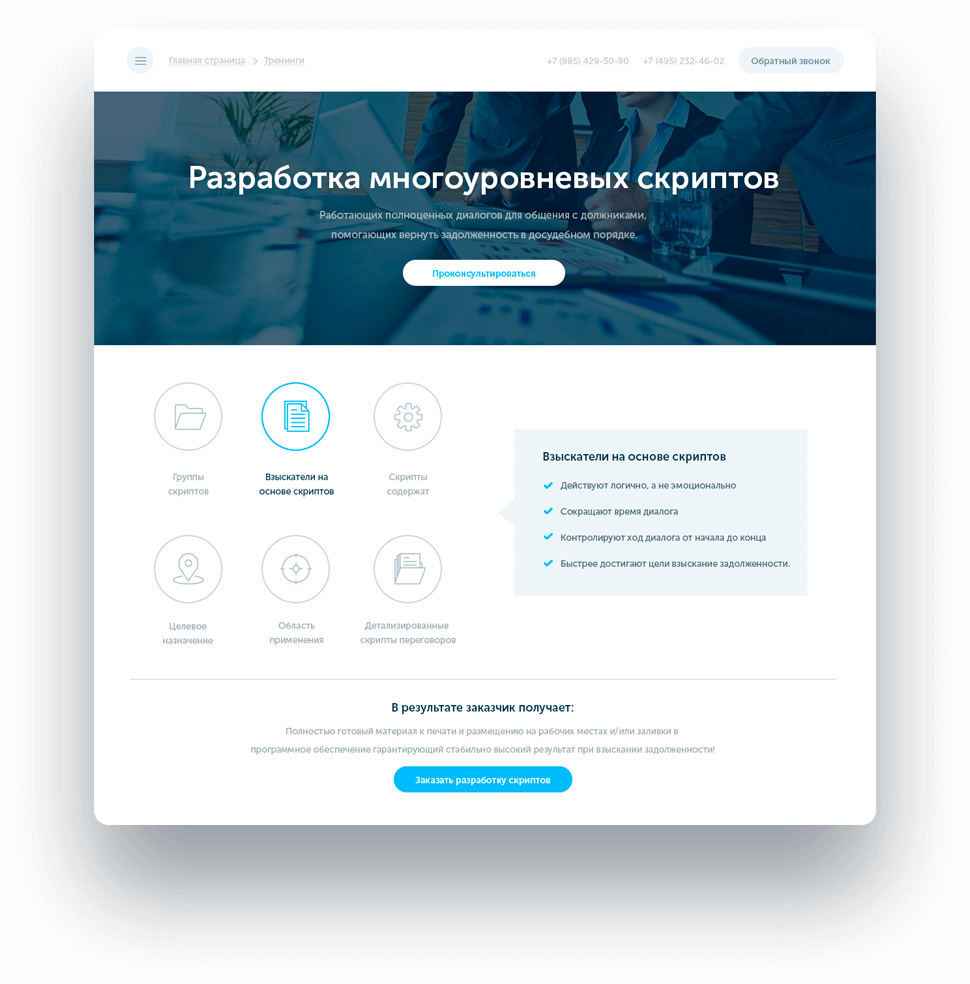 Главная страница > Тренинги
+7 (985) 429-50-90 +7 (495) 232-46-02 Обратный звонок
Разработка многоуровневых скриптов
Работающих полноценных диалогов для общения с должниками,
помогающих вернуть задолженность в досудебном порядке.
Проконсультироваться
Группы
скриптов
Взыскатели на
основе скриптов
Скрипты
содержат
Целевое
назначение
Область
применения
Детализированные
скрипты переговоров
Взыскатели на основе скриптов
Действуют логично, а не эмоционально
Сокращают время диалога
Контролируют ход диалога от начала до конца
Быстрее достигают цели взыскание задолженности.
В результате заказчик получает:
Полностью готовый материал к печати и размещению на рабочих местах и/или заливки в
программное обеспечение гарантирующий стабильно высокий результат при взыскании задолженности!
Заказать разработку скриптов